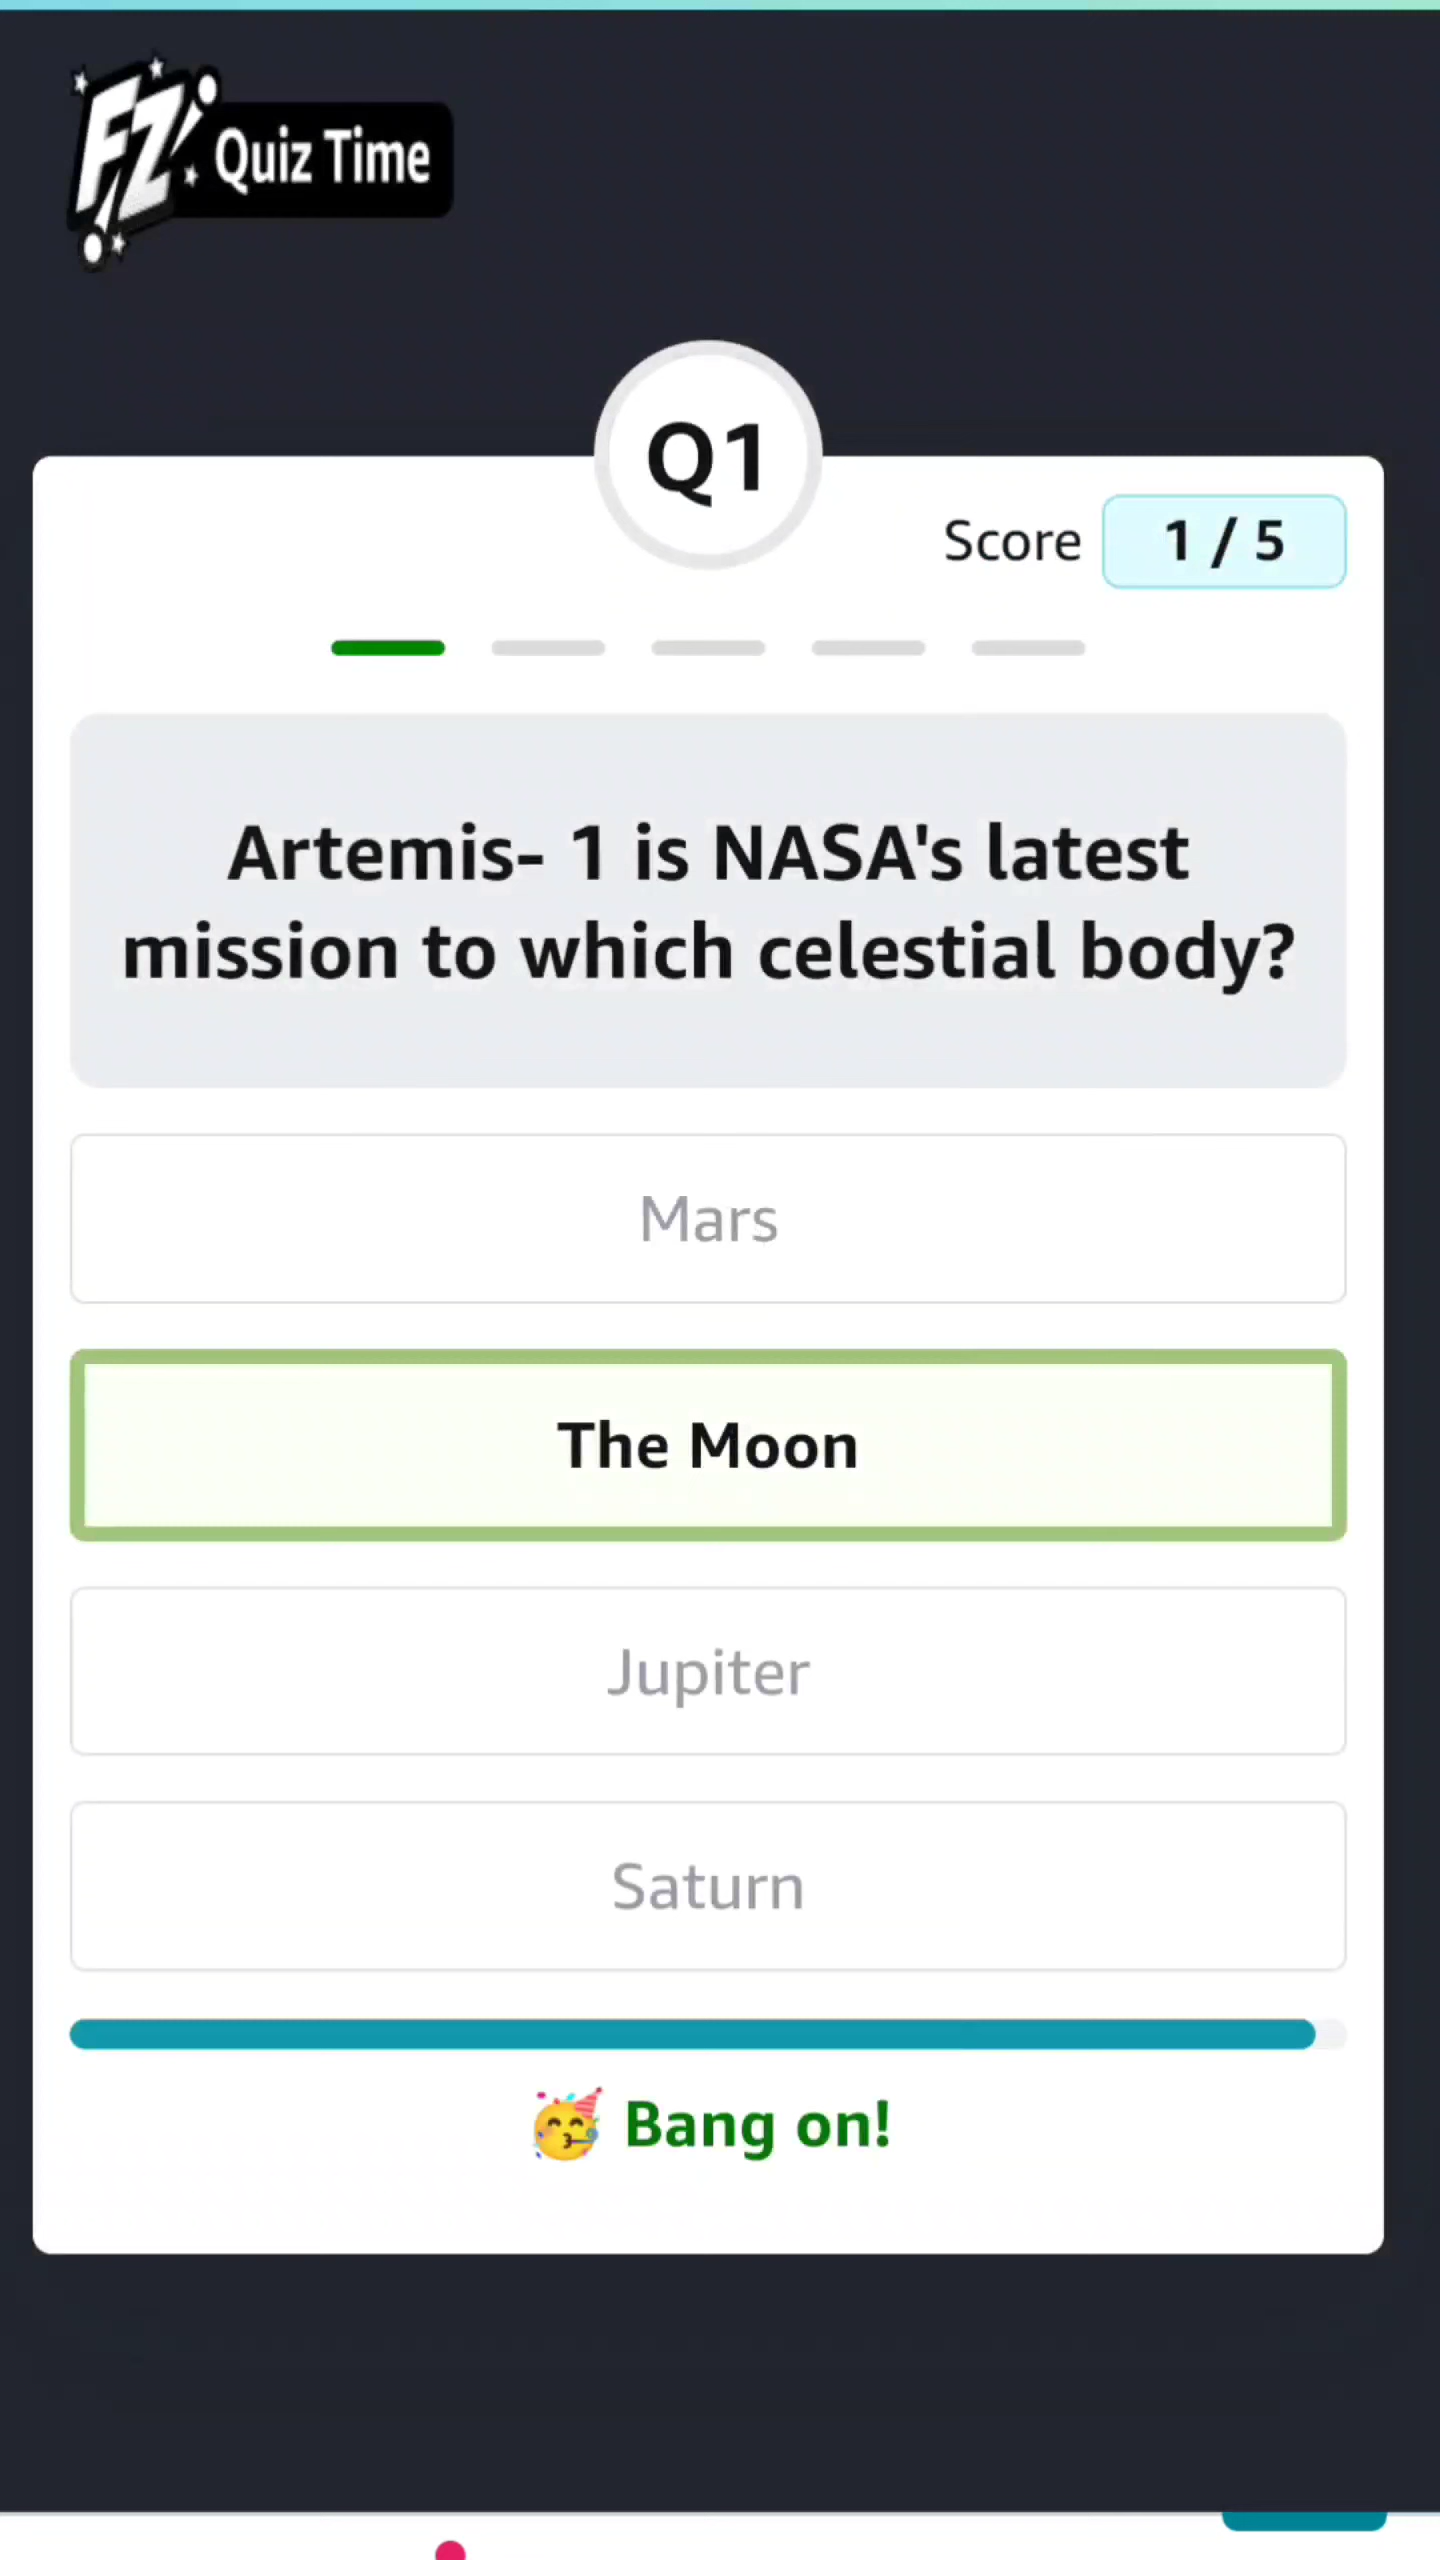 FZ Quiz Time
Q1
Score 1 / 5
Artemis- 1 is NASA's latest
mission to which celestial body?
Mars
The Moon
Jupiter
Saturn
🥳 Bang on!